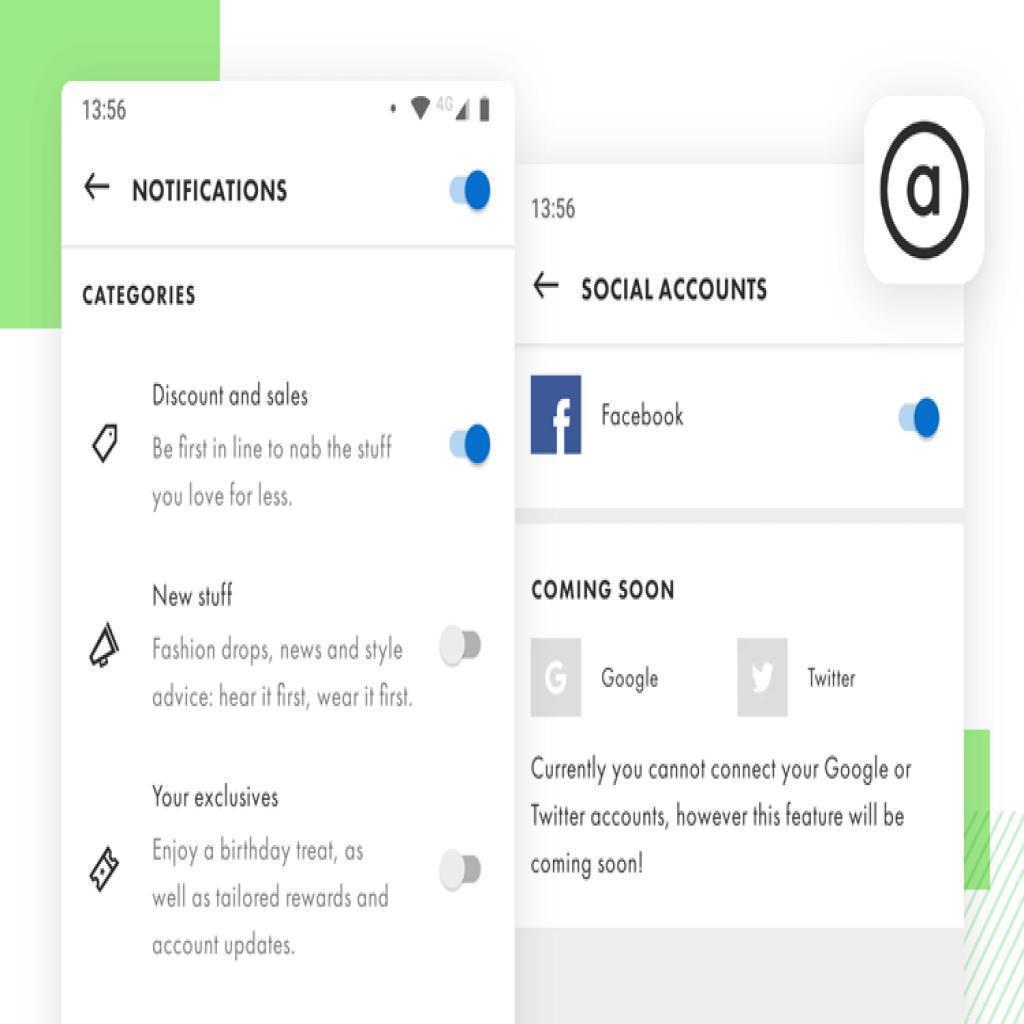 13:56
4G
NOTIFICATIONS
CATEGORIES
Discount and sales
Be first in line to nab the stuff
you love for less.
New stuff
Fashion drops, news and style
advice: hear it first, wear it first.
Your exclusives
Enjoy a birthday treat, as
well as tailored rewards and
account updates.
a
13:56
SOCIAL ACCOUNTS
f
Facebook
COMING SOON
G
Google
Twitter
Currently you cannot connect your Google or
Twitter accounts, however this feature will be
coming soon!